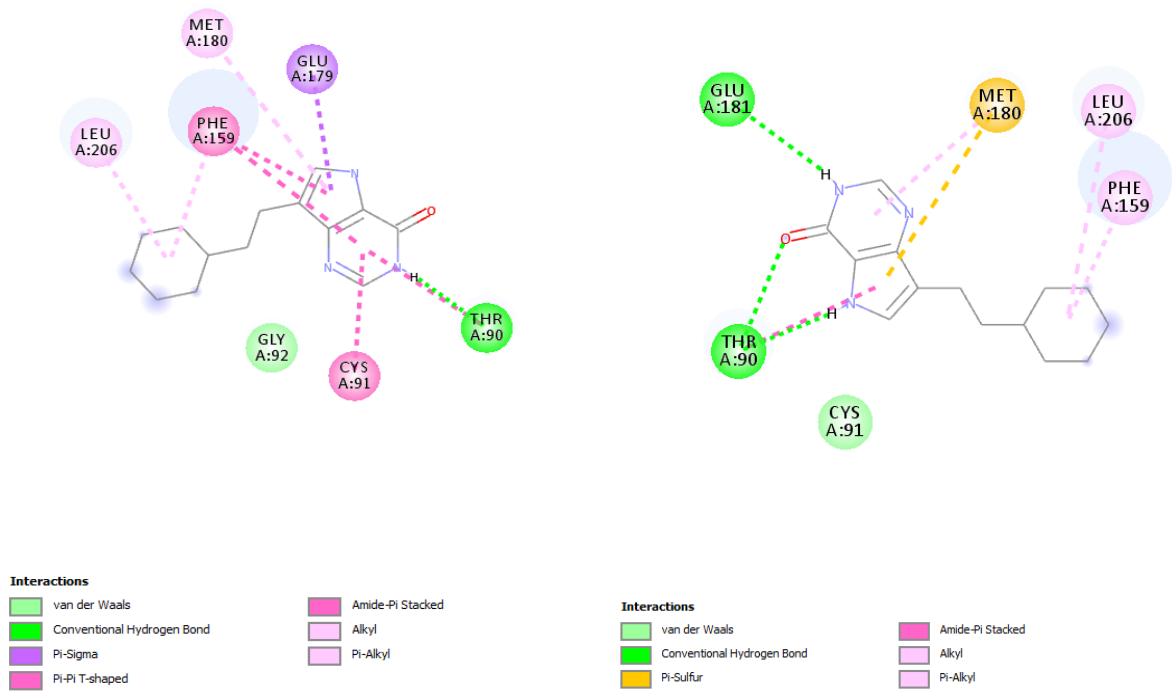 MET
A:180
GLU
A:179
PHE
A:159
LEU
A:206
N
O
N
N
H
THR
A:90
GLY
A:92
CYS
A:91
Interactions
van der Waals
Conventional Hydrogen Bond
Pi-Sigma
Pi-Pi T-shaped
Amide-Pi Stacked
Alkyl
Pi-Alkyl
GLU
A:181
MET
A:180
LEU
A:206
PHE
A:159
H
N
N
O
N
H
THR
A:90
CYS
A:91
Interactions
van der Waals
Conventional Hydrogen Bond
Pi-Sulfur
Amide-Pi Stacked
Alkyl
Pi-Alkyl